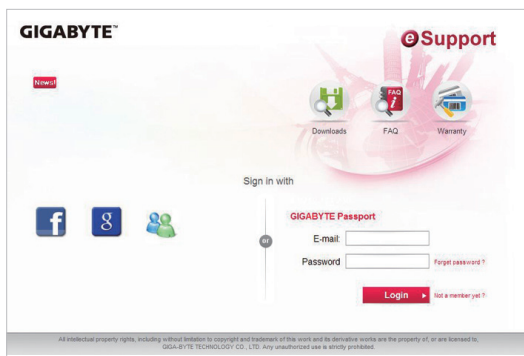 GIGABYTE™
eSupport
News!
FAQ
Downloads
FAQ
Warranty
Sign in with
f
g
or
GIGABYTE Passport
E-mail:
Password
Forget password ?
Login
Not a member yet ?
All intellectual property rights, including without limitation to copyright and trademark of this work and its derivative works are the property of, or are licensed to,
GIGA-BYTE TECHNOLOGY CO., LTD. Any unauthorized use is strictly prohibited.